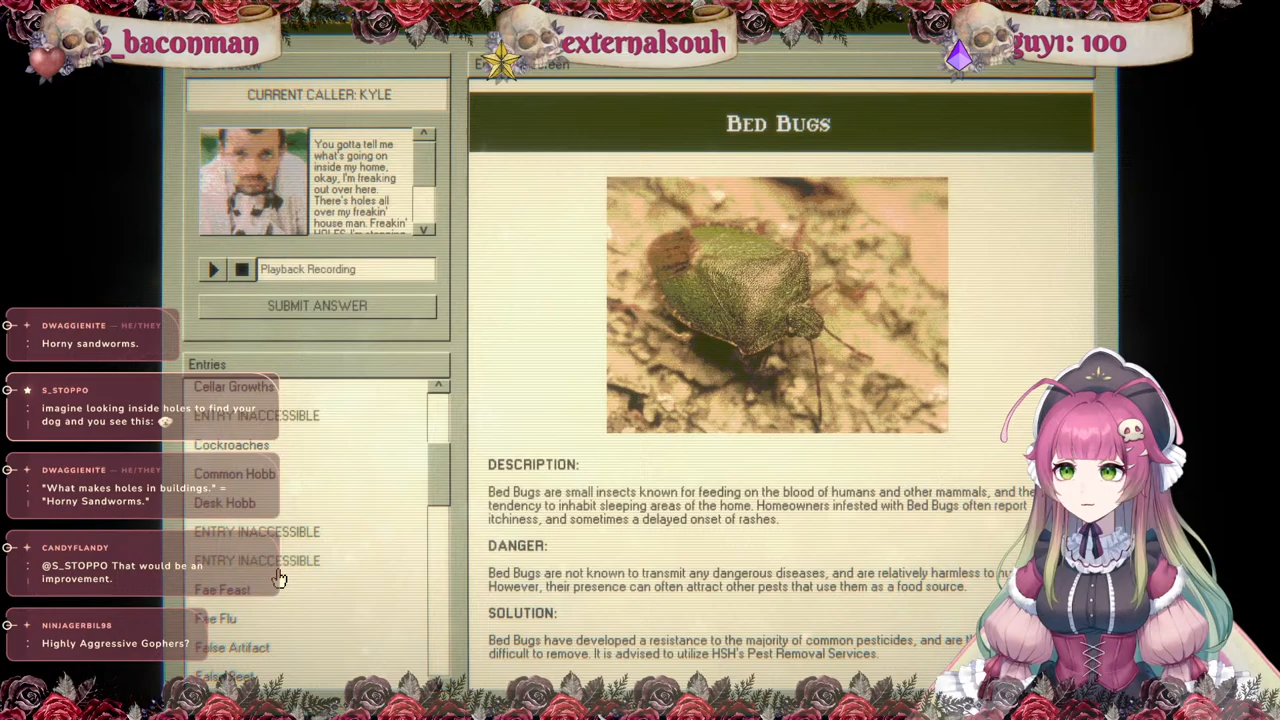 _baconman
externalsoul
guy1: 100
CURRENT CALLER: KYLE
You gotta tell me
what's going on
inside my home,
okay, I'm freaking
out over here.
There's holes all
over my freakin'
house man. Freakin'
Playback Recording
SUBMIT ANSWER
Entries
Cellar Growths
ENTRY INACCESSIBLE
Cockroaches
Common Hobb
Desk Hobb
ENTRY INACCESSIBLE
ENTRY INACCESSIBLE
Fae Feast
Fee Flu
False Artifact
BED BUGS
DESCRIPTION:
Bed Bugs are small insects known for feeding on the blood of humans and other mammals, and the
tendency to inhabit sleeping areas of the home. Homeowners infested with Bed Bugs often report
itchiness, and sometimes a delayed onset of rashes.
DANGER:
Bed Bugs are not known to transmit any dangerous diseases, and are relatively harmless to
However, their presence can often attract other pests that use them as a food source.
SOLUTION:
Bed Bugs have developed a resistance to the majority of common pesticides, and are
difficult to remove. It is advised to utilize HSH's Pest Removal Services.
DWAGGIENITE — HE/THEY
Horny sandworms.
S_STOPPO
imagine looking inside holes to find your
dog and you see this:
DWAGGIENITE — HE/THEY
"What makes holes in buildings." =
"Horny Sandworms."
CANDYFLANDY
@S_STOPPO That would be an
improvement.
NINJAGERBIL98
Highly Aggressive Gophers?